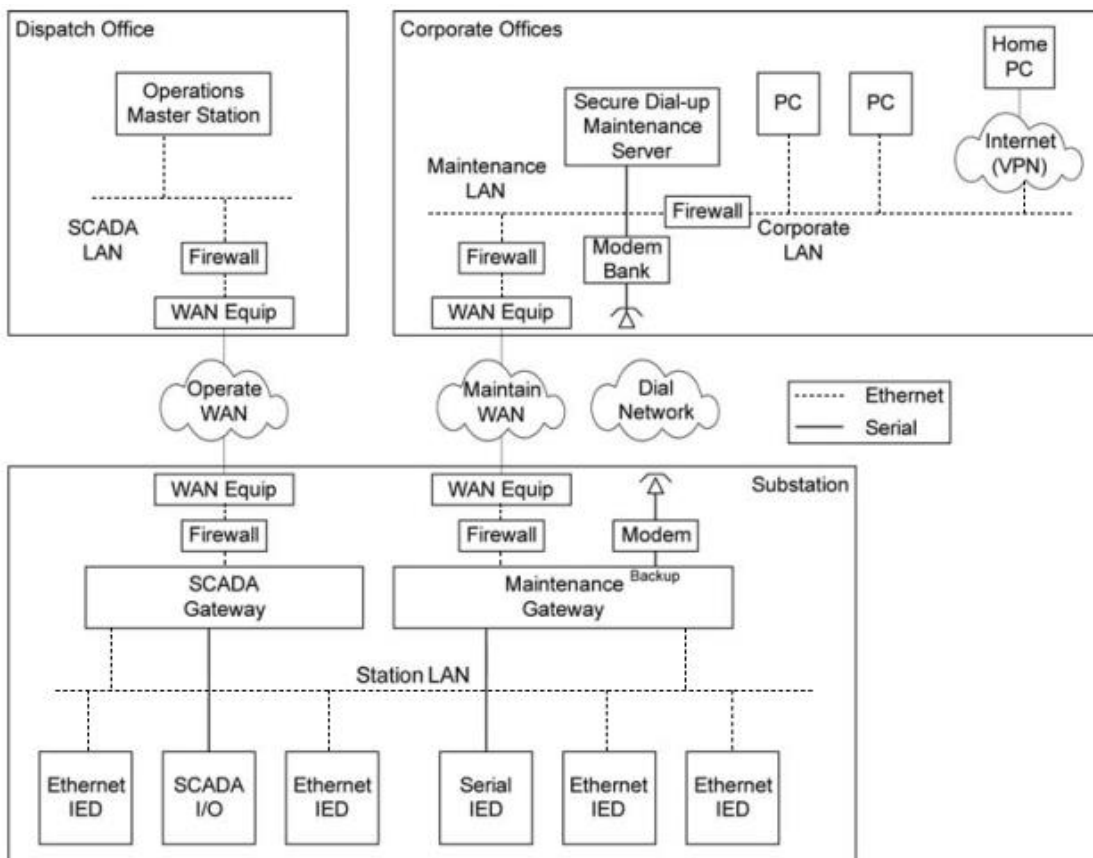 Dispatch Office
Operations
Master Station
SCADA
LAN
Firewall
WAN Equip
Corporate Offices
Home
PC
Secure Dial-up
Maintenance
Server
PC
PC
Internet
(VPN)
Maintenance
LAN
Firewall
Corporate
LAN
Firewall
Modem
Bank
WAN Equip
Operate
WAN
Maintain
WAN
Dial
Network
Ethernet
Serial
Substation
WAN Equip
WAN Equip
Firewall
Firewall
Modem
SCADA
Gateway
Maintenance
Gateway
Backup
Station LAN
Ethernet
IED
SCADA
I/O
Ethernet
IED
Serial
IED
Ethernet
IED
Ethernet
IED